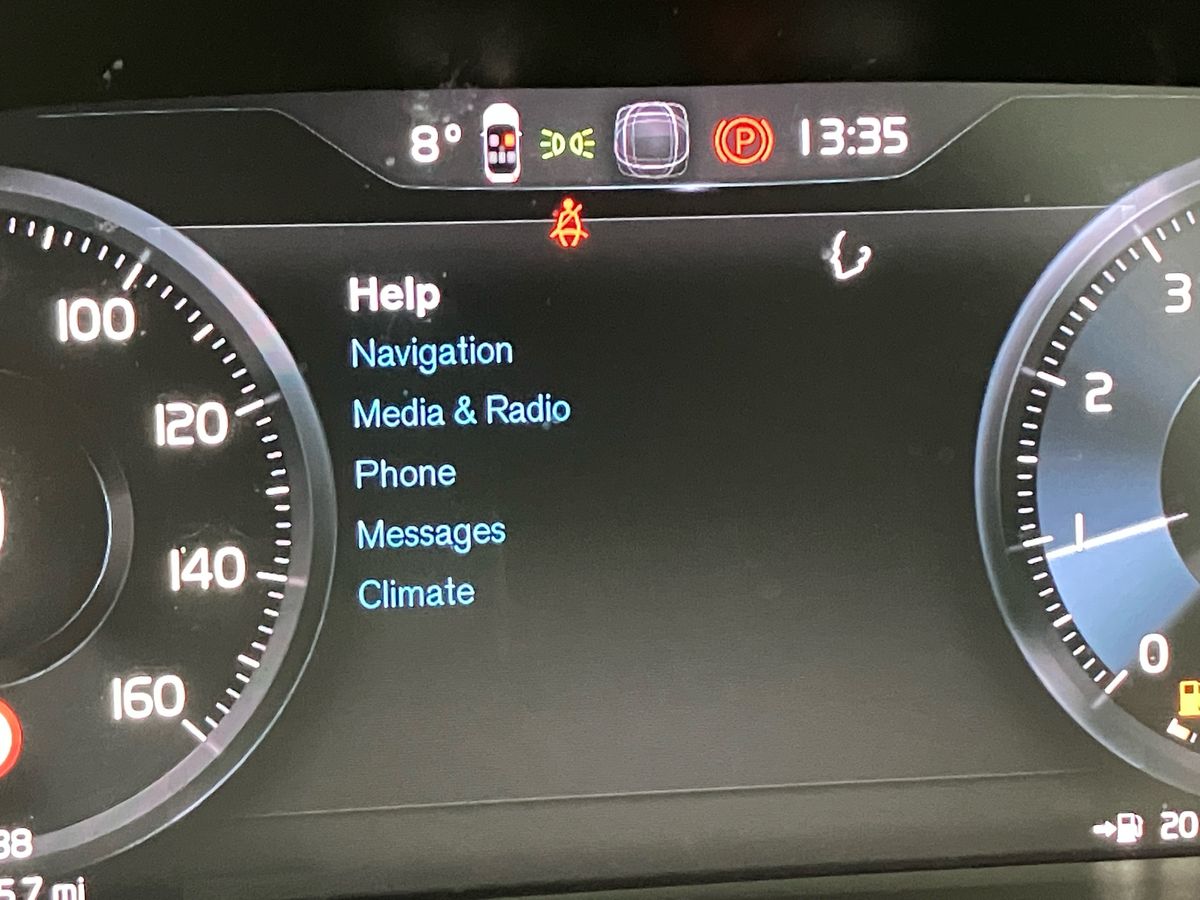 8° P 13:35
Help
Navigation
Media & Radio
Phone
Messages
Climate
100
120
140
160
3
2
1
0
20